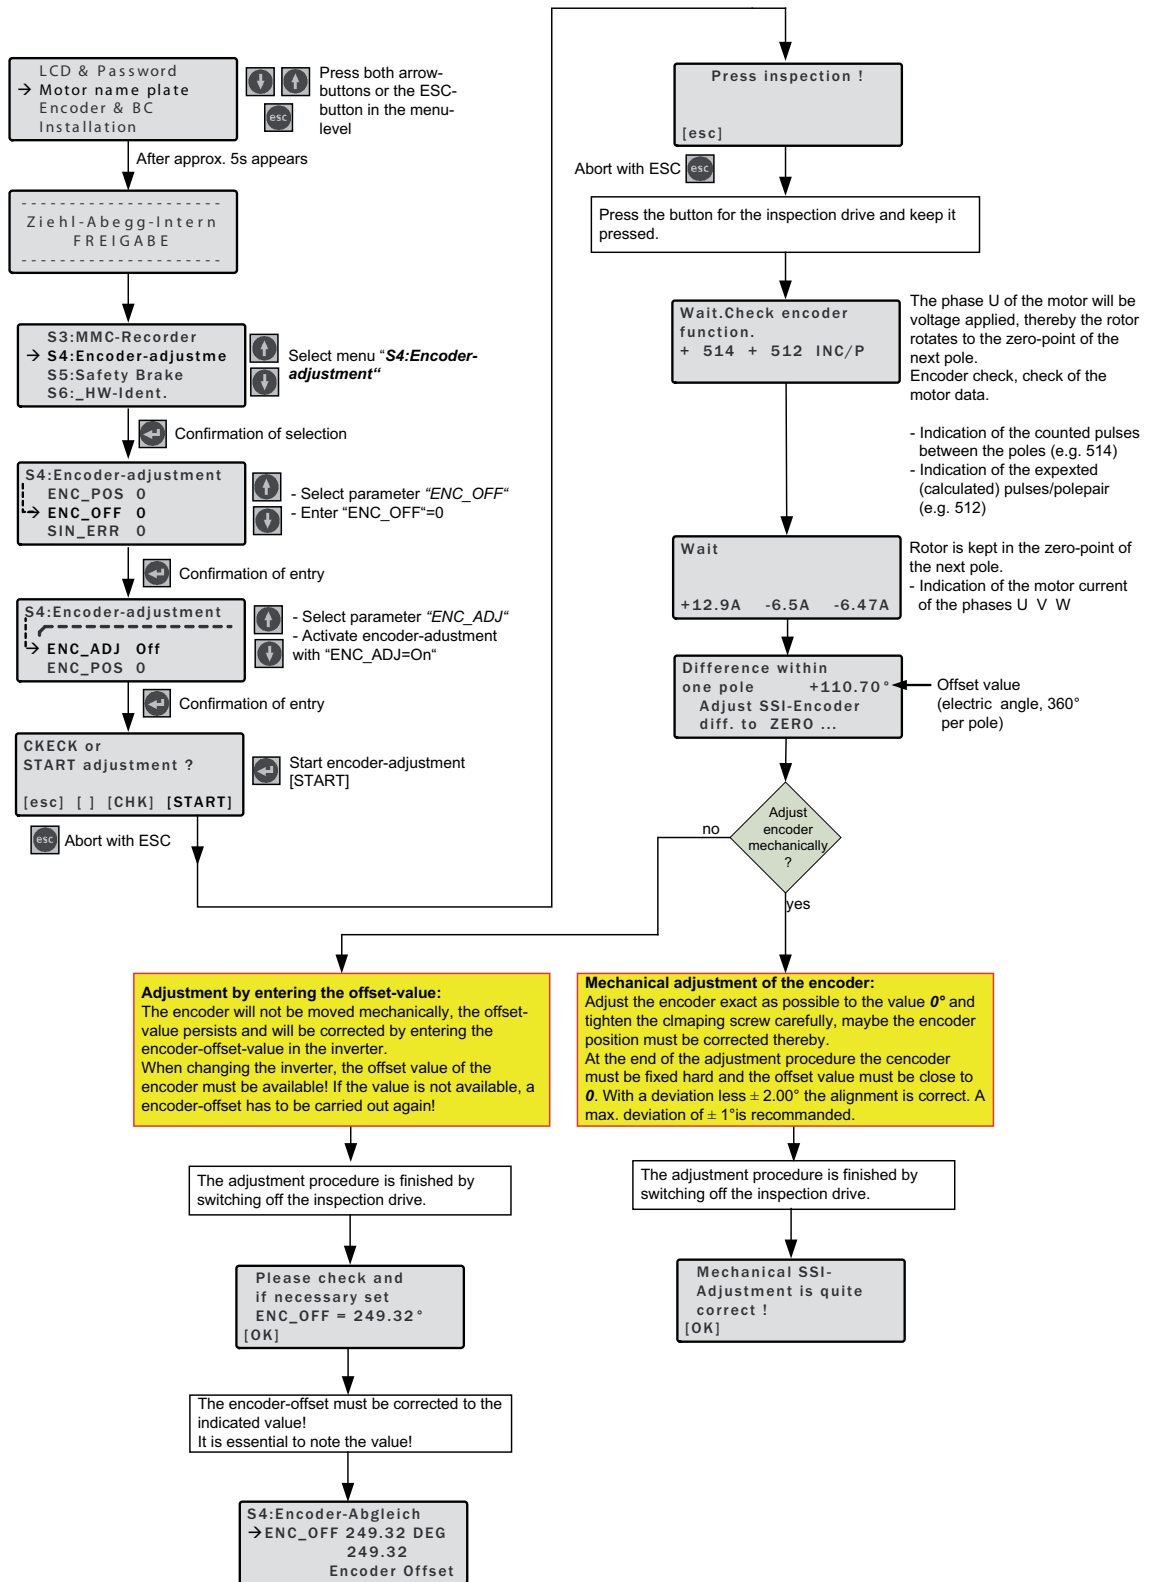 LCD & Password
→ Motor name plate
Encoder & BC
Installation
esc
Press both arrow-
buttons or the ESC-
button in the menu-
level
After approx. 5s appears
- - - - - - - - - - - - - - - - - - - - -
Ziehl-Abegg-Intern
FREIGABE
- - - - - - - - - - - - - - - - - - - - -
S3:MMC-Recorder
→ S4:Encoder-adjustme
S5:Safety Brake
S6:_HW-Ident.
Select menu “S4:Encoder-
adjustment“
Confirmation of selection
S4:Encoder-adjustment
ENC_POS 0
→ ENC_OFF 0
SIN_ERR 0
- Select parameter “ENC_OFF“
- Enter “ENC_OFF“=0
Confirmation of entry
S4:Encoder-adjustment
→ ENC_ADJ Off
ENC_POS 0
- Select parameter “ENC_ADJ“
- Activate encoder-adustment
with “ENC_ADJ=On“
Confirmation of entry
CKECK or
START adjustment ?
[esc] [ ] [CHK] [START]
Start encoder-adjustment
[START]
esc
Abort with ESC
Press inspection !
[esc]
Abort with ESC
esc
Press the button for the inspection drive and keep it
pressed.
Wait.Check encoder
function.
+ 514 + 512 INC/P
The phase U of the motor will be
voltage applied, thereby the rotor
rotates to the zero-point of the
next pole.
Encoder check, check of the
motor data.
- Indication of the counted pulses
between the poles (e.g. 514)
- Indication of the expexted
(calculated) pulses/polepair
(e.g. 512)
Wait
+12.9A -6.5A -6.47A
Rotor is kept in the zero-point of
the next pole.
- Indication of the motor current
of the phases U V W
Difference within
one pole +110.70°
Adjust SSI-Encoder
diff. to ZERO ...
Offset value
(electric angle, 360°
per pole)
Adjust
encoder
mechanically
?
no
yes
Adjustment by entering the offset-value:
The encoder will not be moved mechanically, the offset-
value persists and will be corrected by entering the
encoder-offset-value in the inverter.
When changing the inverter, the offset value of the
encoder must be available! If the value is not available, a
encoder-offset has to be carried out again!
The adjustment procedure is finished by
switching off the inspection drive.
Please check and
if necessary set
ENC_OFF = 249.32°
[OK]
The encoder-offset must be corrected to the
indicated value!
It is essential to note the value!
S4:Encoder-Abgleich
→ENC_OFF 249.32 DEG
249.32
Encoder Offset
Mechanical adjustment of the encoder:
Adjust the encoder exact as possible to the value 0° and
tighten the clmaping screw carefully, maybe the encoder
position must be corrected thereby.
At the end of the adjustment procedure the cencoder
must be fixed hard and the offset value must be close to
0. With a deviation less ± 2.00° the alignment is correct. A
max. deviation of ± 1°is recommanded.
The adjustment procedure is finished by
switching off the inspection drive.
Mechanical SSI-
Adjustment is quite
correct !
[OK]